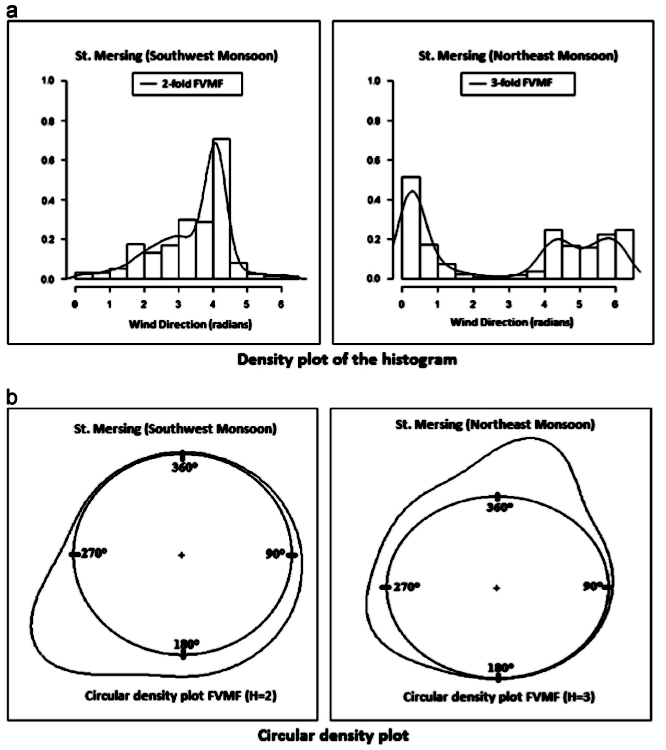 a
St. Mersing (Southwest Monsoon)
2-fold FVMF
1.0
0.8
0.6
0.4
0.2
0.0
0 1 2 3 4 5 6
Wind Direction (radians)
St. Mersing (Northeast Monsoon)
3-fold FVMF
1.0
0.8
0.6
0.4
0.2
0.0
0 1 2 3 4 5 6
Wind Direction (radians)
Density plot of the histogram
b
St. Mersing (Southwest Monsoon)
360°
270° 90°
180°
Circular density plot FVMF (H=2)
St. Mersing (Northeast Monsoon)
360°
270° 90°
180°
Circular density plot FVMF (H=3)
Circular density plot